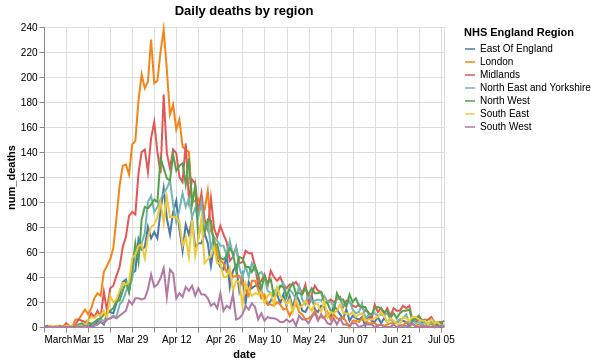 Daily deaths by region
num_deaths
240
220
200
180
160
140
120
100
80
60
40
20
0
March Mar 15 Mar 29 Apr 12 Apr 26 May 10 May 24 Jun 07 Jun 21 Jul 05
date
NHS England Region
East Of England
London
Midlands
North East and Yorkshire
North West
South East
South West